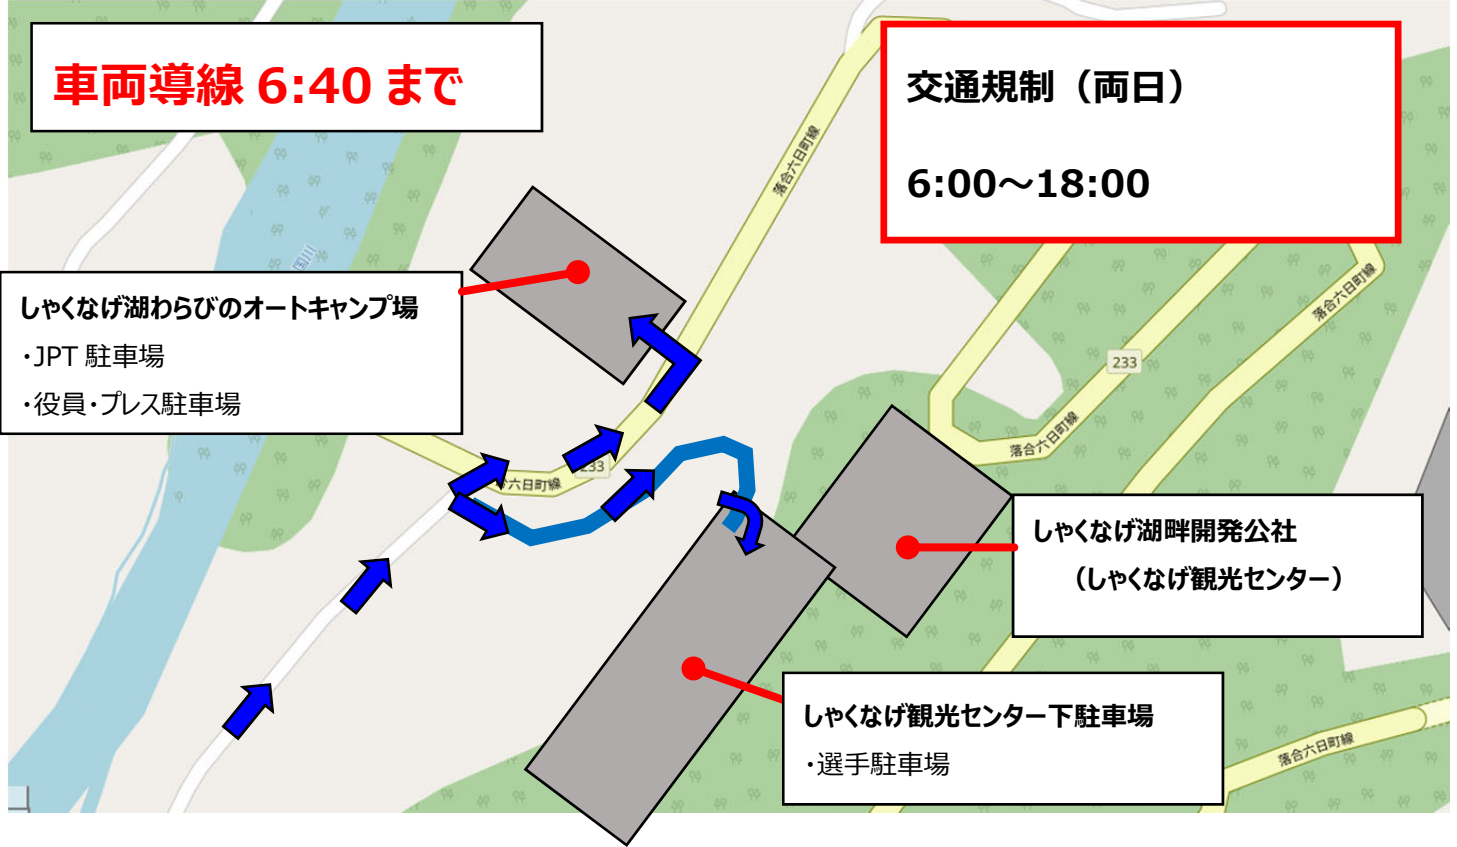 車両導線 6:40 まで
交通規制（両日）
6:00～18:00
落合六日町線
国川
しゃくなげ湖わらびのオートキャンプ場
・JPT 駐車場
・役員・プレス駐車場
落合六日町線
233
落合六日町線
233
六日町線
しゃくなげ湖畔開発公社
（しゃくなげ観光センター）
しゃくなげ観光センター下駐車場
・選手駐車場
落合六日町線